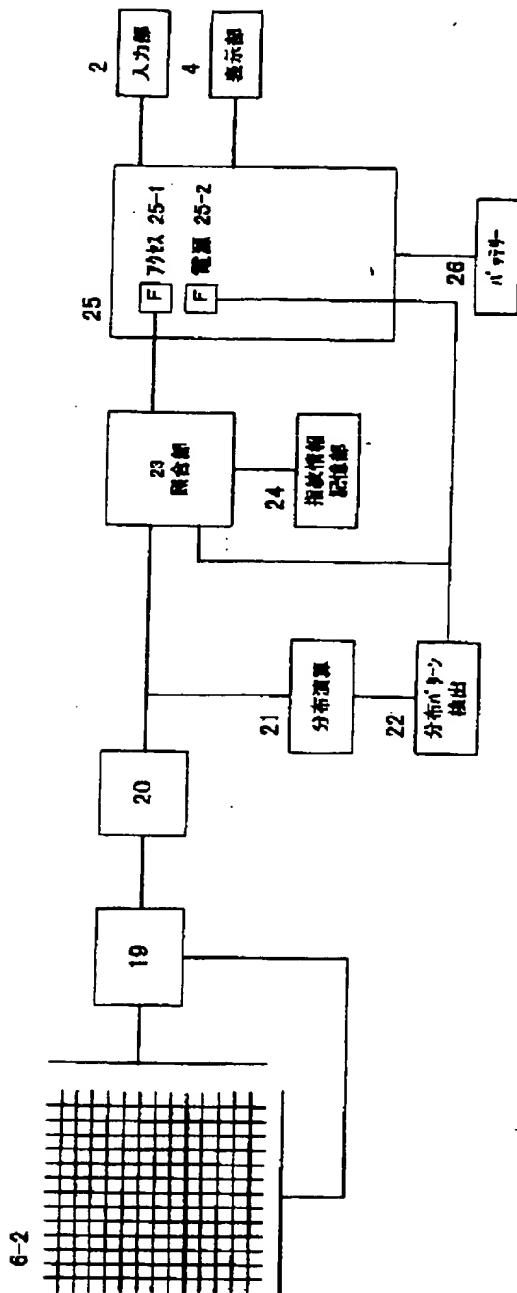 6-2
19
20
21
分布演算
22
分布パターン
検出
23
照合部
24
指紋情報
記憶部
25
F アクセス 25-1
F 電源 25-2
26
バッテリー
2
入力部
4
表示部